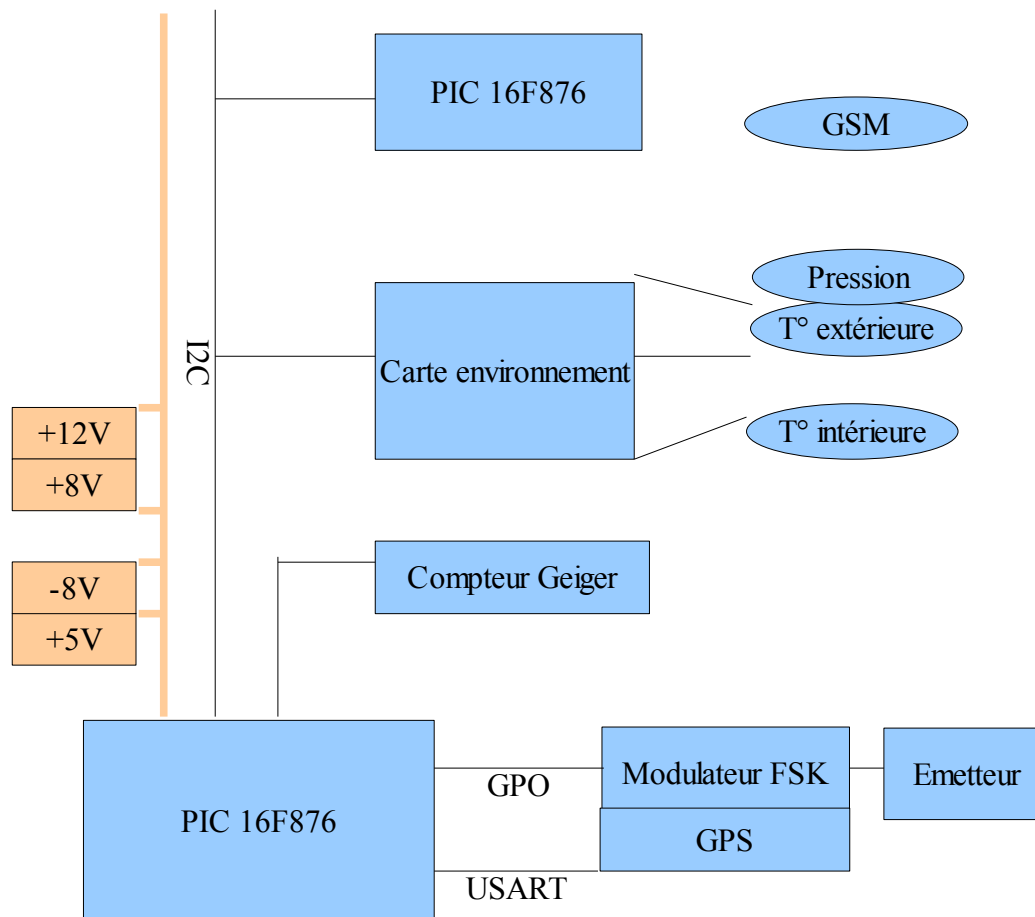 PIC 16F876
GSM
Pression
T° extérieure
I2C
Carte environnement
T° intérieure
+12V
+8V
Compteur Geiger
-8V
+5V
PIC 16F876
GPO
Modulateur FSK
Emetteur
GPS
USART